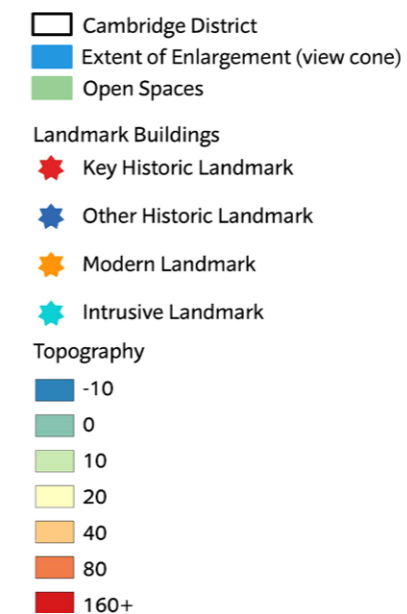 Cambridge District
Extent of Enlargement (view cone)
Open Spaces
Landmark Buildings
Key Historic Landmark
Other Historic Landmark
Modern Landmark
Intrusive Landmark
Topography
-10
0
10
20
40
80
160+